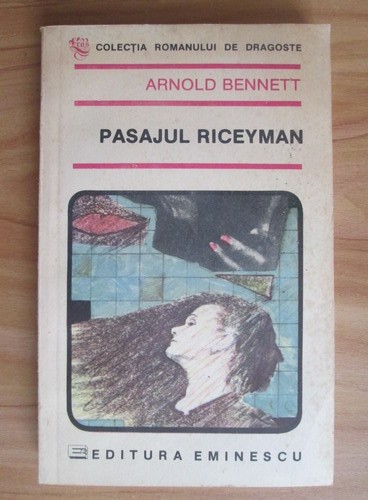 COLECȚIA ROMANULUI DE DRAGOSTE
ARNOLD BENNETT
PASAJUL RICEYMAN
EDITURA EMINESCU